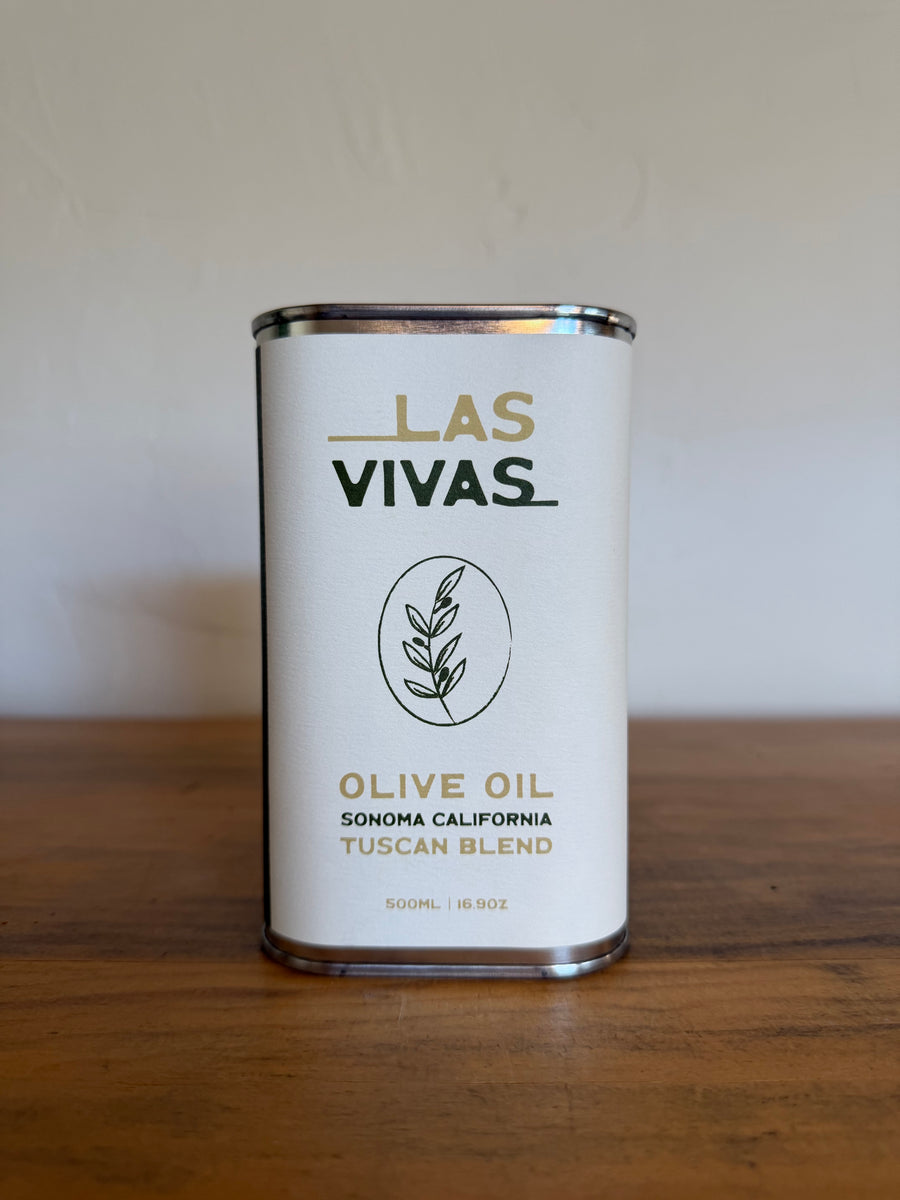 LAS
VIVAS
OLIVE OIL
SONOMA CALIFORNIA
TUSCAN BLEND
500ML | 16.9OZ